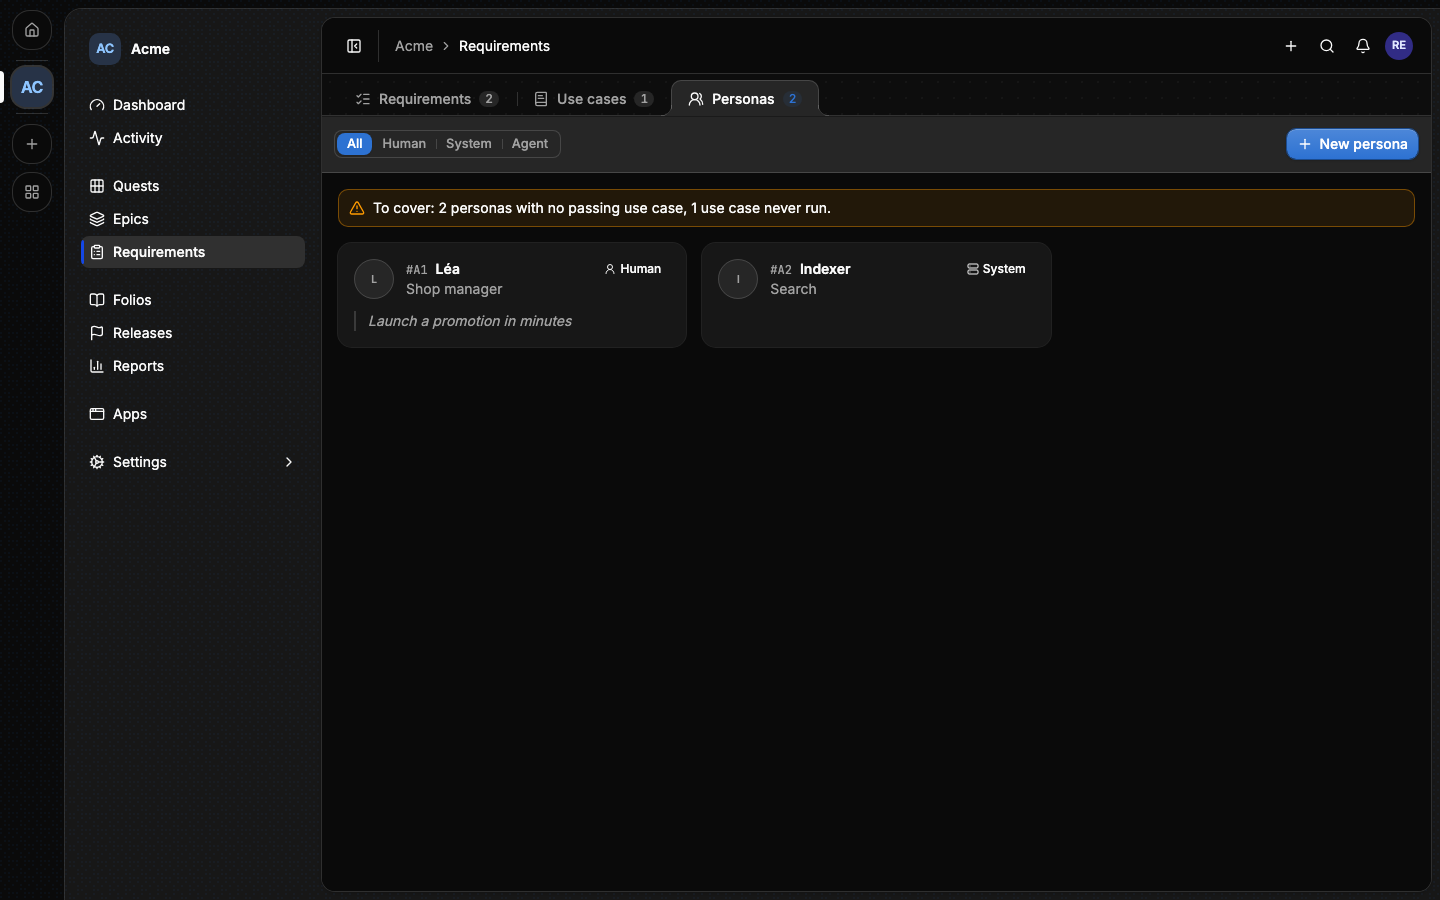 AC Acme
Acme > Requirements
RE
AC
Dashboard
Activity
Quests
Epics
Requirements
Folios
Releases
Reports
Apps
Settings
Requirements 2
Use cases 1
Personas 2
All Human System Agent
New persona
To cover: 2 personas with no passing use case, 1 use case never run.
L
#A1 Léa
Human
Shop manager
Launch a promotion in minutes
I
#A2 Indexer
System
Search